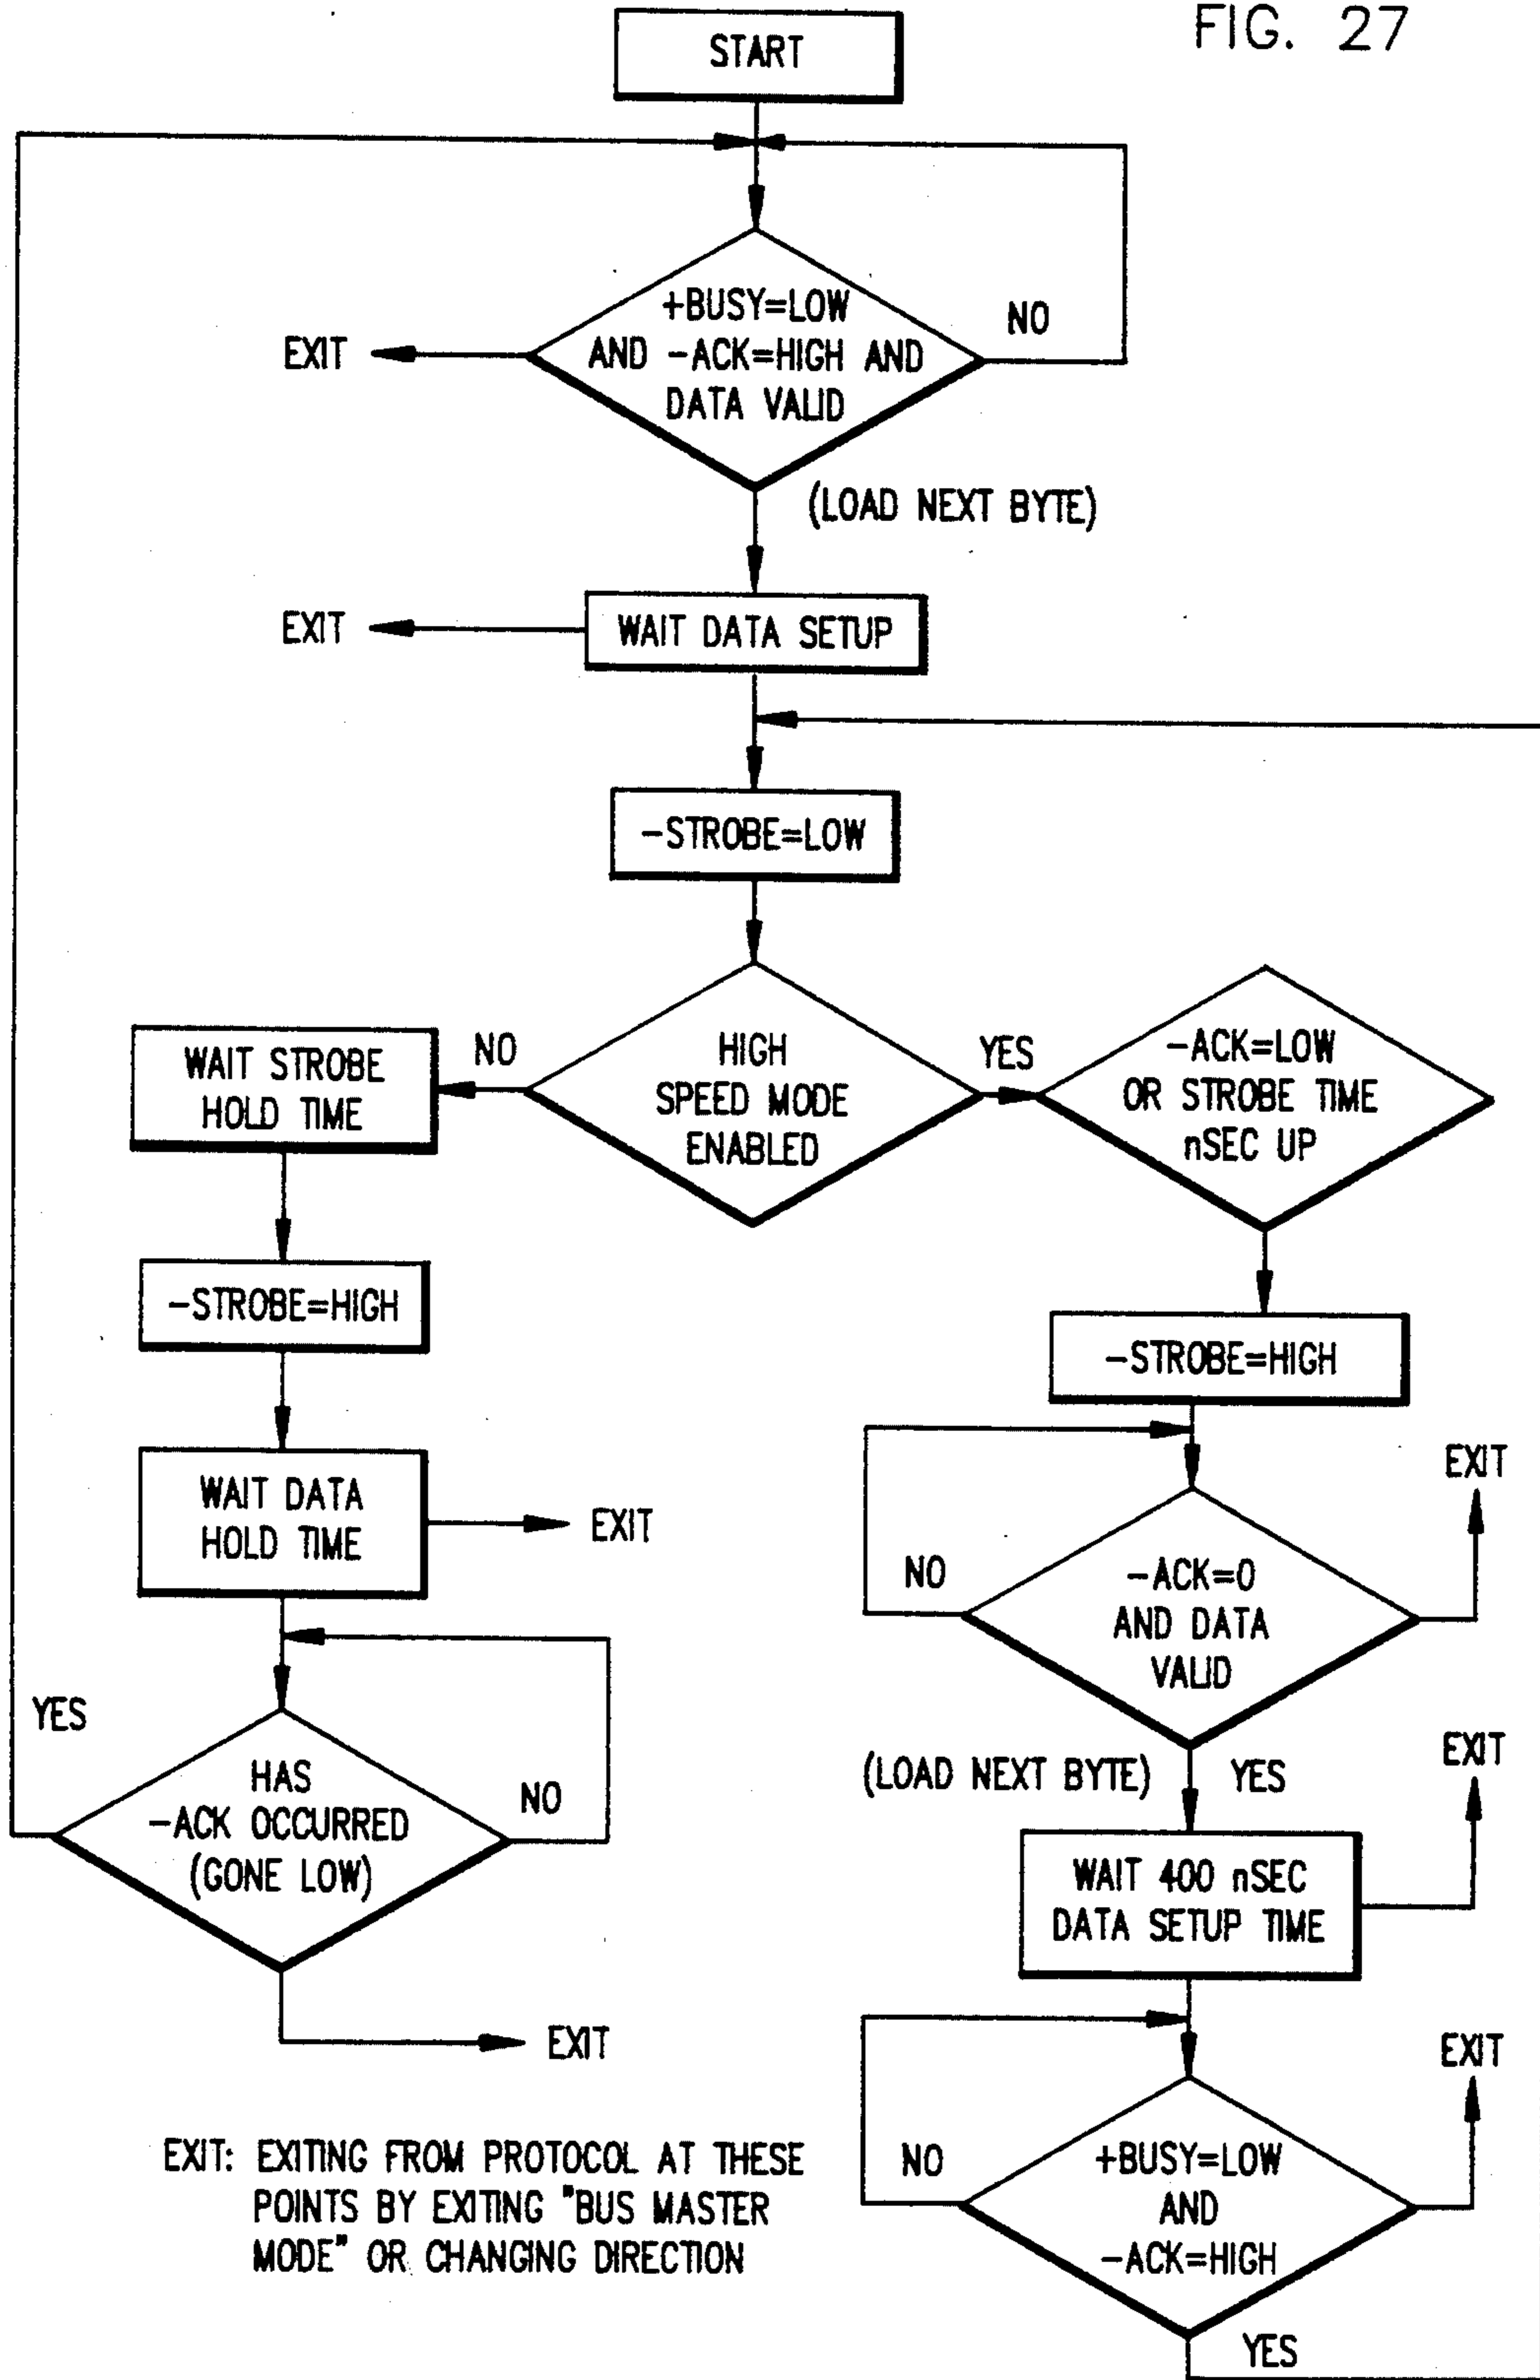 FIG. 27
START
+BUSY=LOW
AND -ACK=HIGH AND
DATA VALID
NO
EXIT
(LOAD NEXT BYTE)
WAIT DATA SETUP
EXIT
-STROBE=LOW
HIGH
SPEED MODE
ENABLED
NO
YES
WAIT STROBE
HOLD TIME
-ACK=LOW
OR STROBE TIME
nSEC UP
-STROBE=HIGH
-STROBE=HIGH
WAIT DATA
HOLD TIME
EXIT
-ACK=0
AND DATA
VALID
NO
EXIT
YES
HAS
-ACK OCCURRED
(GONE LOW)
NO
EXIT
(LOAD NEXT BYTE)
YES
WAIT 400 nSEC
DATA SETUP TIME
EXIT
+BUSY=LOW
AND
-ACK=HIGH
NO
EXIT
YES
EXIT: EXITING FROM PROTOCOL AT THESE
POINTS BY EXITING "BUS MASTER
MODE" OR CHANGING DIRECTION